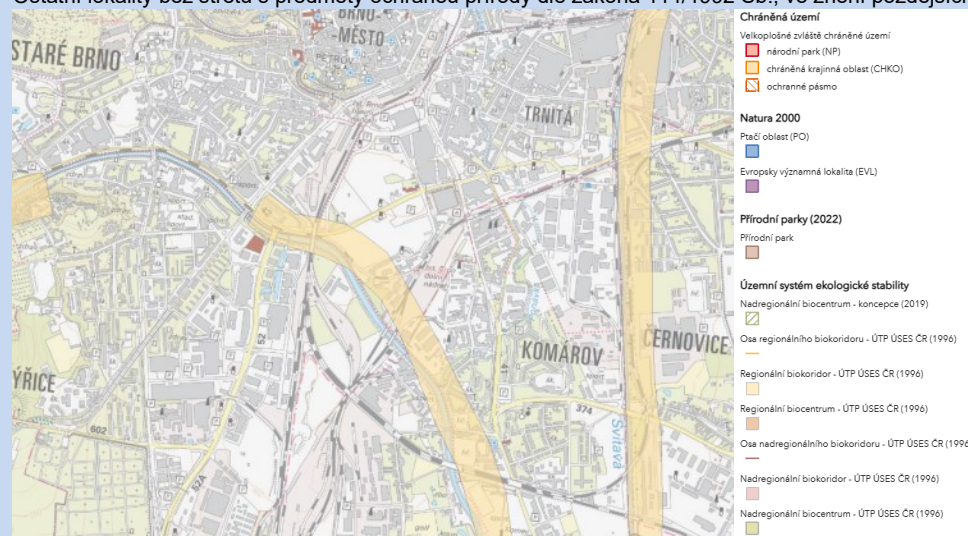 Ostatní lokality bez střetu s předměty ochranou přírody dle zákona 114/1992 Sb., ve znění pozdějších
BRNO-
-MĚSTO
STARÉ BRNO
PETROV
TRNITÁ
KOMÁROV
ČERNOVICE
ÝŘICE
Svitava
52
602
374
Chráněná území
Velkoplošné zvláště chráněné území
národní park (NP)
chráněná krajinná oblast (CHKO)
ochranné pásmo
Natura 2000
Ptačí oblast (PO)
Evropsky významná lokalita (EVL)
Přírodní parky (2022)
Přírodní park
Územní systém ekologické stability
Nadregionální biocentrum - koncepce (2019)
Osa regionálního biokoridoru - ÚTP ÚSES ČR (1996)
Regionální biokoridor - ÚTP ÚSES ČR (1996)
Regionální biocentrum - ÚTP ÚSES ČR (1996)
Osa nadregionálního biokoridoru - ÚTP ÚSES ČR (1996
Nadregionální biokoridor - ÚTP ÚSES ČR (1996)
Nadregionální biocentrum - ÚTP ÚSES ČR (1996)